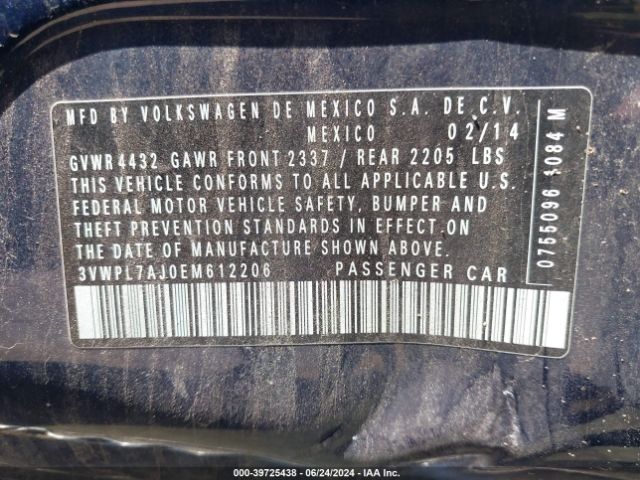 MFD BY VOLKSWAGEN DE MEXICO S.A. DE C.V.
MEXICO 02/14
GVWR4432 GAWR FRONT 2337 / REAR 2205 LBS
THIS VEHICLE CONFORMS TO ALL APPLICABLE U.S.
FEDERAL MOTOR VEHICLE SAFETY, BUMPER AND
THEFT PREVENTION STANDARDS IN EFFECT ON
THE DATE OF MANUFACTURE SHOWN ABOVE.
3VWPL7AJ0EM612206 PASSENGER CAR
0755096 1084 M
000-39725438 - 06/24/2024 - IAA Inc.